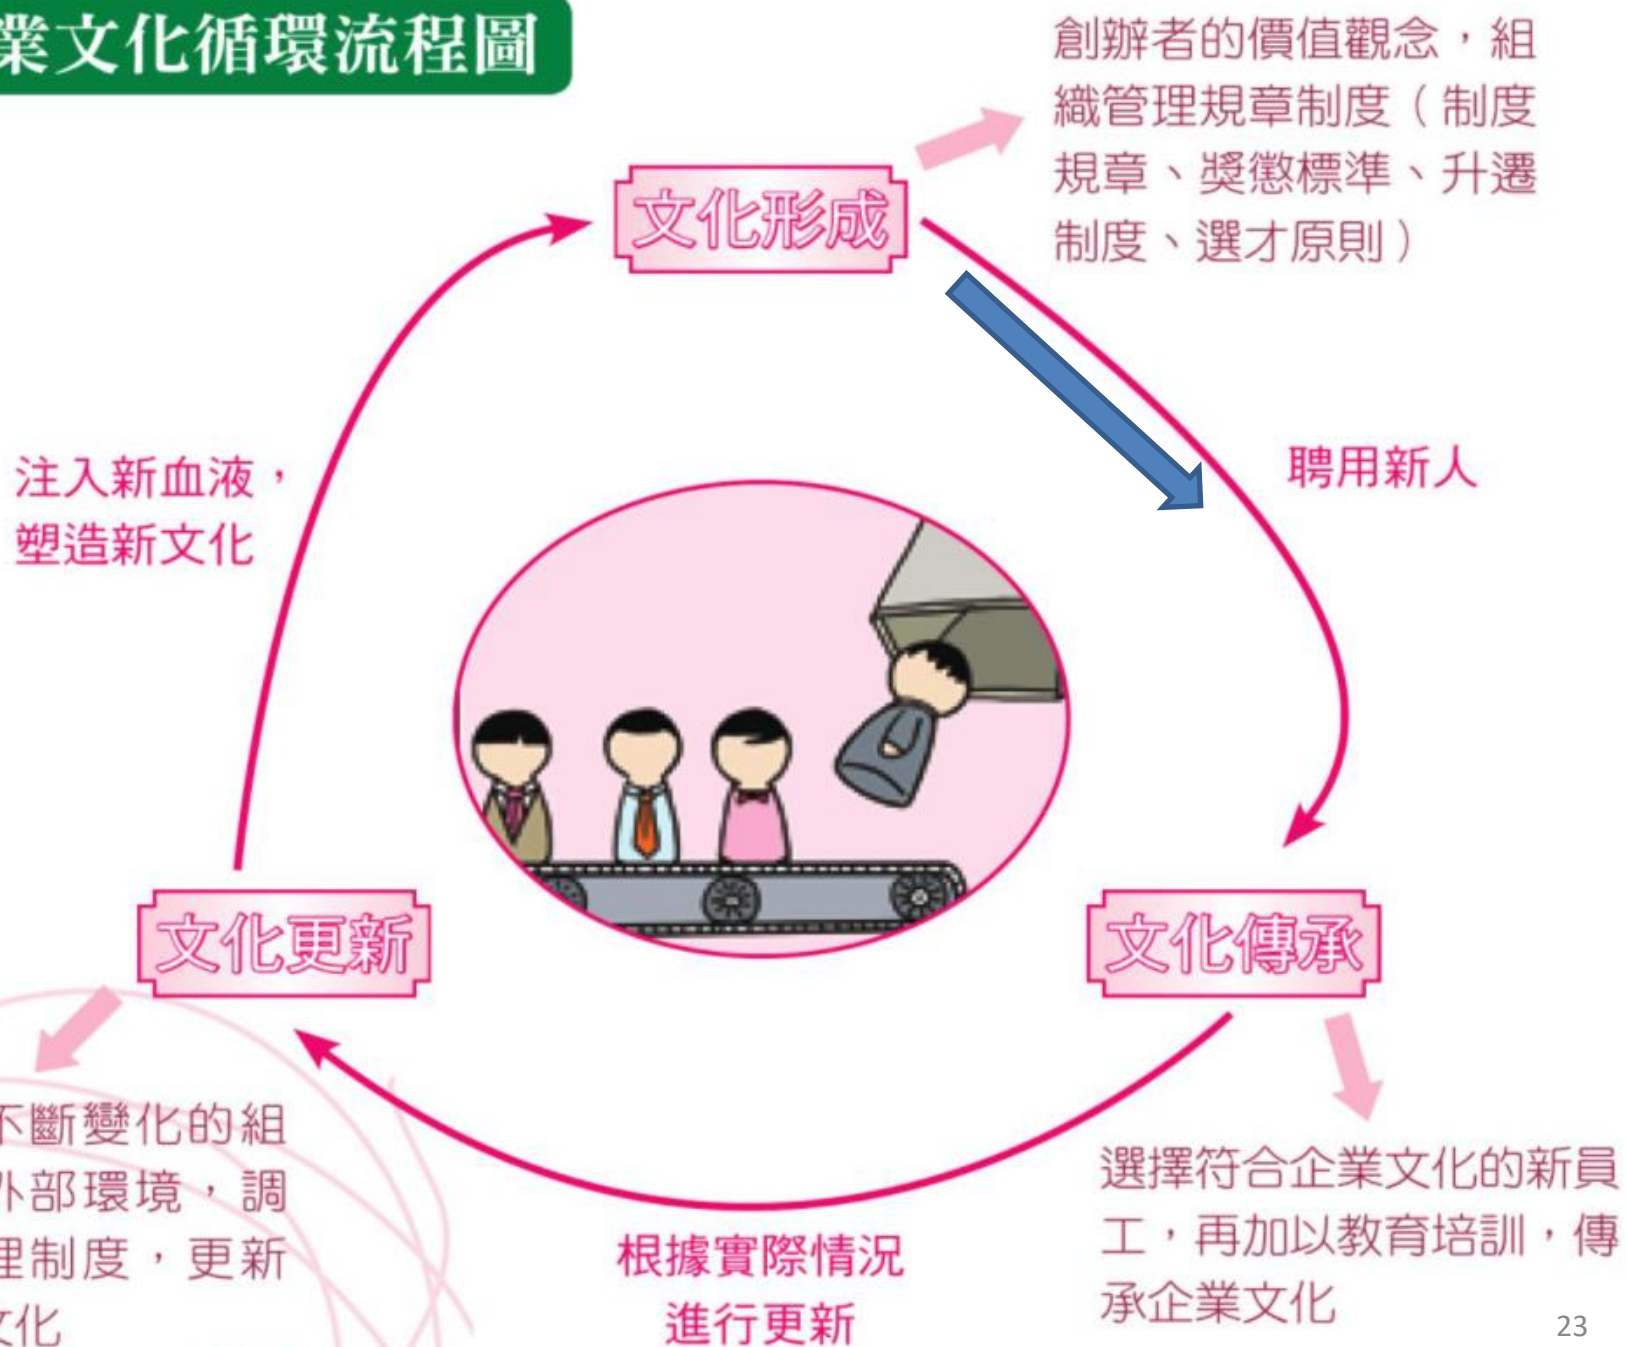 業文化循環流程圖
創辦者的價值觀念，組
織管理規章制度（制度
規章、獎懲標準、升遷
制度、選才原則）
文化形成
聘用新人
注入新血液，
塑造新文化
文化更新
文化傳承
不斷變化的組
外部環境，調
理制度，更新
文化
選擇符合企業文化的新員
工，再加以教育培訓，傳
承企業文化
根據實際情況
進行更新
23